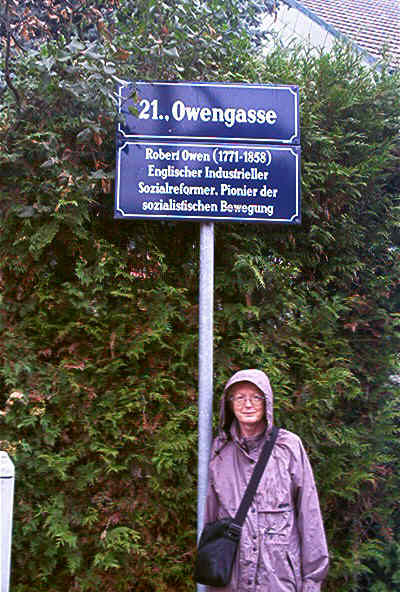 21., Owengasse
Robert Owen (1771-1858)
Englischer Industrieller
Sozialreformer, Pionier der
sozialistischen Bewegung